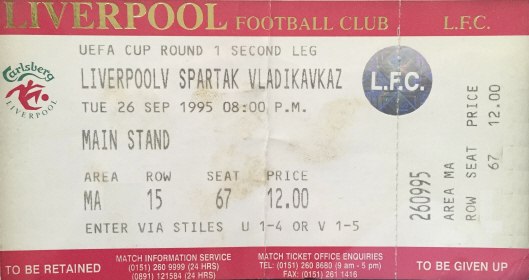 LIVERPOOL FOOTBALL CLUB L.F.C.
UEFA CUP ROUND 1 SECOND LEG
LIVERPOOLV SPARTAK VLADIKAVKAZ
TUE 26 SEP 1995 08:00 P.M.
MAIN STAND
AREA ROW SEAT PRICE
MA 15 67 12.00
ENTER VIA STILES U 1-4 OR V 1-5
Carlsberg
LIVERPOOL
L.F.C.
260995
AREA MA
ROW SEAT PRICE
67 12.00
TO BE RETAINED
MATCH INFORMATION SERVICE
(0151) 260 9999 (24 HRS)
(0891) 121584 (24 HRS)
MATCH TICKET OFFICE ENQUIRIES
TEL: (0151) 260 8680 (9 am - 5 pm)
FAX: (0151) 261 1416
TO BE GIVEN UP